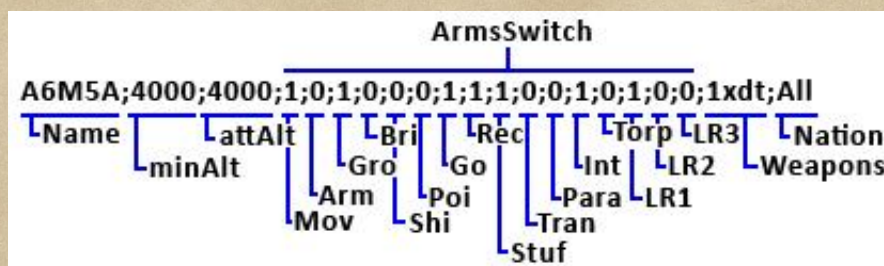 ArmsSwitch
A6M5A;4000;4000;1;0;1;0;0;0;1;1;1;0;0;1;0;1;0;0;1xdt;All
Name attAlt Bri Rec Torp LR3 Nation
minAlt Gro Go Int LR2 Weapons
Arm Poi Para LR1
Mov Shi Tran
Stuf